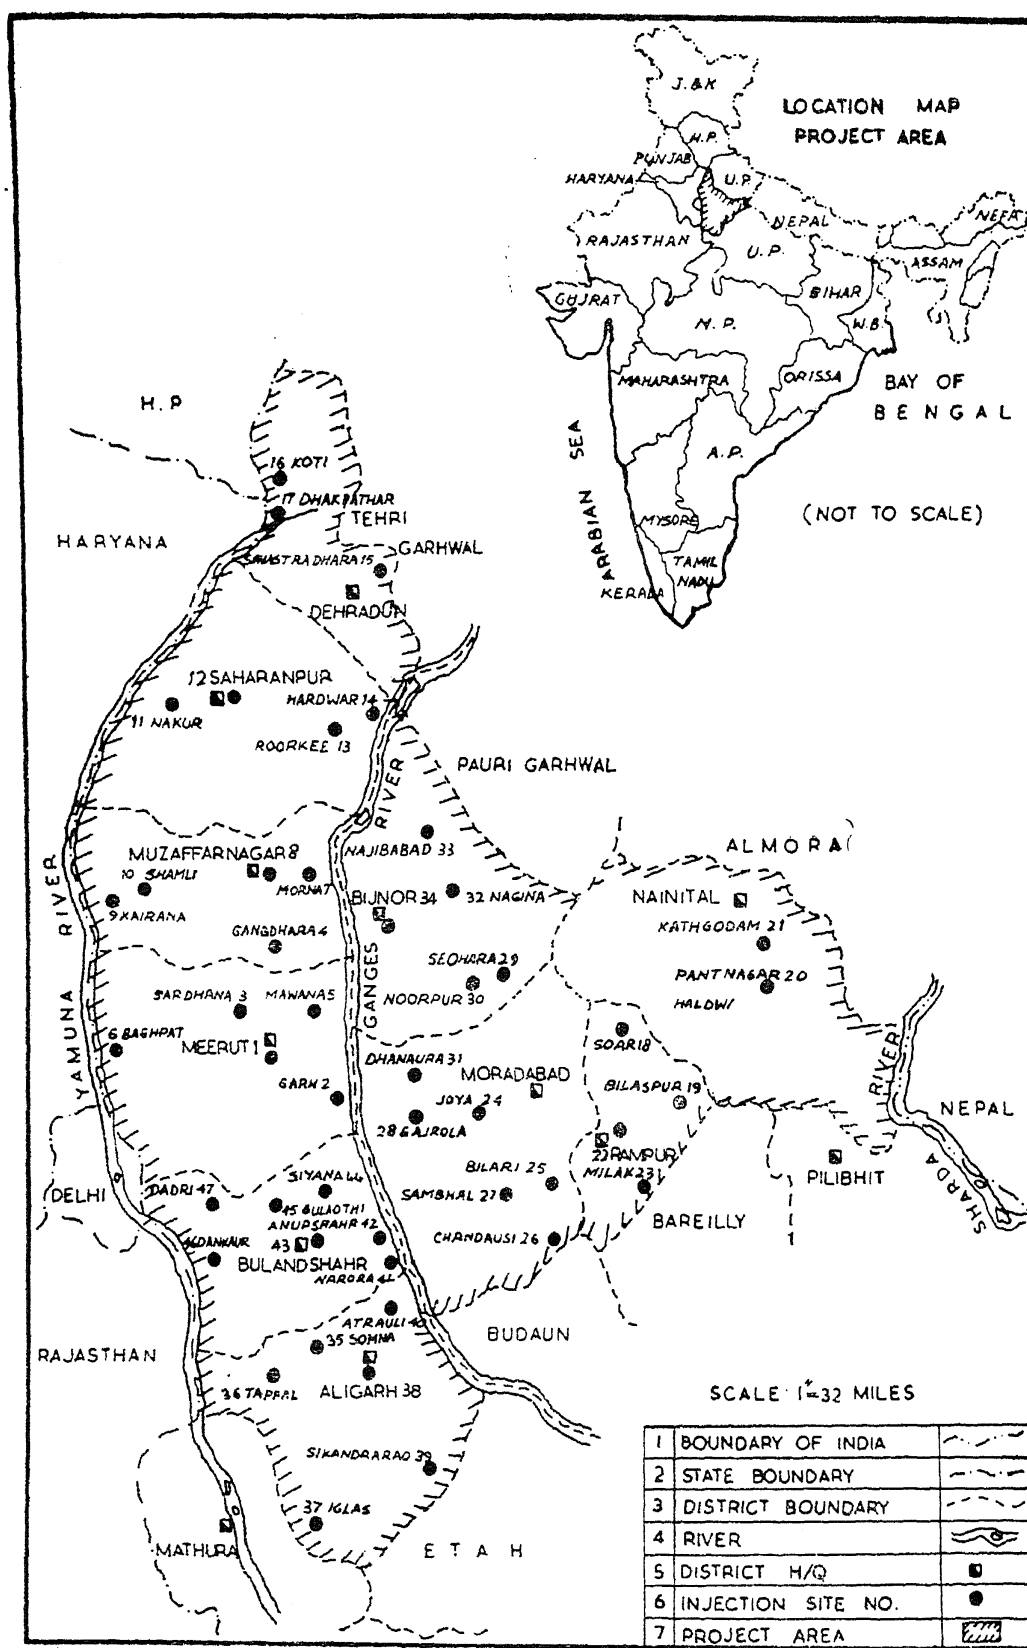 LOCATION MAP
PROJECT AREA
J.&K
H.P.
PUNJAB
HARYANA
U.P.
NEPAL
NEFA
RAJASTHAN
U.P.
ASSAM
BIHAR
GUJRAT
M.P.
W.B.
MAHARASHTRA
ORISSA
BAY OF
BENGAL
A.P.
ARABIAN SEA
(NOT TO SCALE)
MYSORE
TAMIL
NADU
KERALA
H.P
16 KOTI
17 DHAKPATHAR
TEHRI
HARYANA
GARHWAL
SHASTRADHARA 15
DEHRADUN
12 SAHARANPUR
HARDWAR 14
11 NAKUR
ROORKEE 13
PAURI GARHWAL
RIVER
NAJIBABAD 33
ALMORA
MUZAFFARNAGAR 8
10 SHAMLI
MORNAT
BIJNOR 34
32 NAGINA
NAINITAL
9 KAIRANA
KATHGODAM 21
GANGDHARA 4
SEOHARA 29
YAMUNA RIVER
GANGES
PANTNAGAR 20
SARDHANA 3
MAWANA 5
NOORPUR 30
HALDWI
6 BAGHPAT
MEERUT 1
SOAR 18
DHANAURA 31
MORADABAD
BILASPUR 19
RIVER
GARH 2
JOYA 24
NEPAL
28 GAJROLA
22 RAMPUR
BILARI 25
MILAK 23
PILIBHIT
DELHI
DADRI 47
SIYANA 44
SAMBHAL 27
SHARDA
45 GULAOTHI
ANUPSRAHR 42
BAREILLY
CHANDAUSI 26
46 DANKAUR
43
BULANDSHAHR
NARORA 41
ATRAULI 40
BUDAUN
RAJASTHAN
35 SOMNA
36 TAPPAL
ALIGARH 38
SCALE 1"=32 MILES
SIKANDRARAO 39
37 IGLAS
MATHURA
ETAH
1 BOUNDARY OF INDIA
2 STATE BOUNDARY
3 DISTRICT BOUNDARY
4 RIVER
5 DISTRICT H/Q
6 INJECTION SITE NO.
7 PROJECT AREA